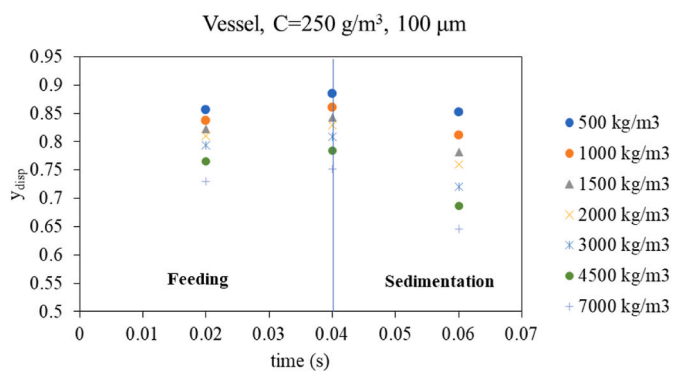 Vessel, C=250 g/m³, 100 μm
0.95
0.9
0.85
0.8
0.75
0.7
0.65
0.6
0.55
0.5
y_disp
Feeding
Sedimentation
0 0.01 0.02 0.03 0.04 0.05 0.06 0.07
time (s)
500 kg/m3
1000 kg/m3
1500 kg/m3
2000 kg/m3
3000 kg/m3
4500 kg/m3
7000 kg/m3